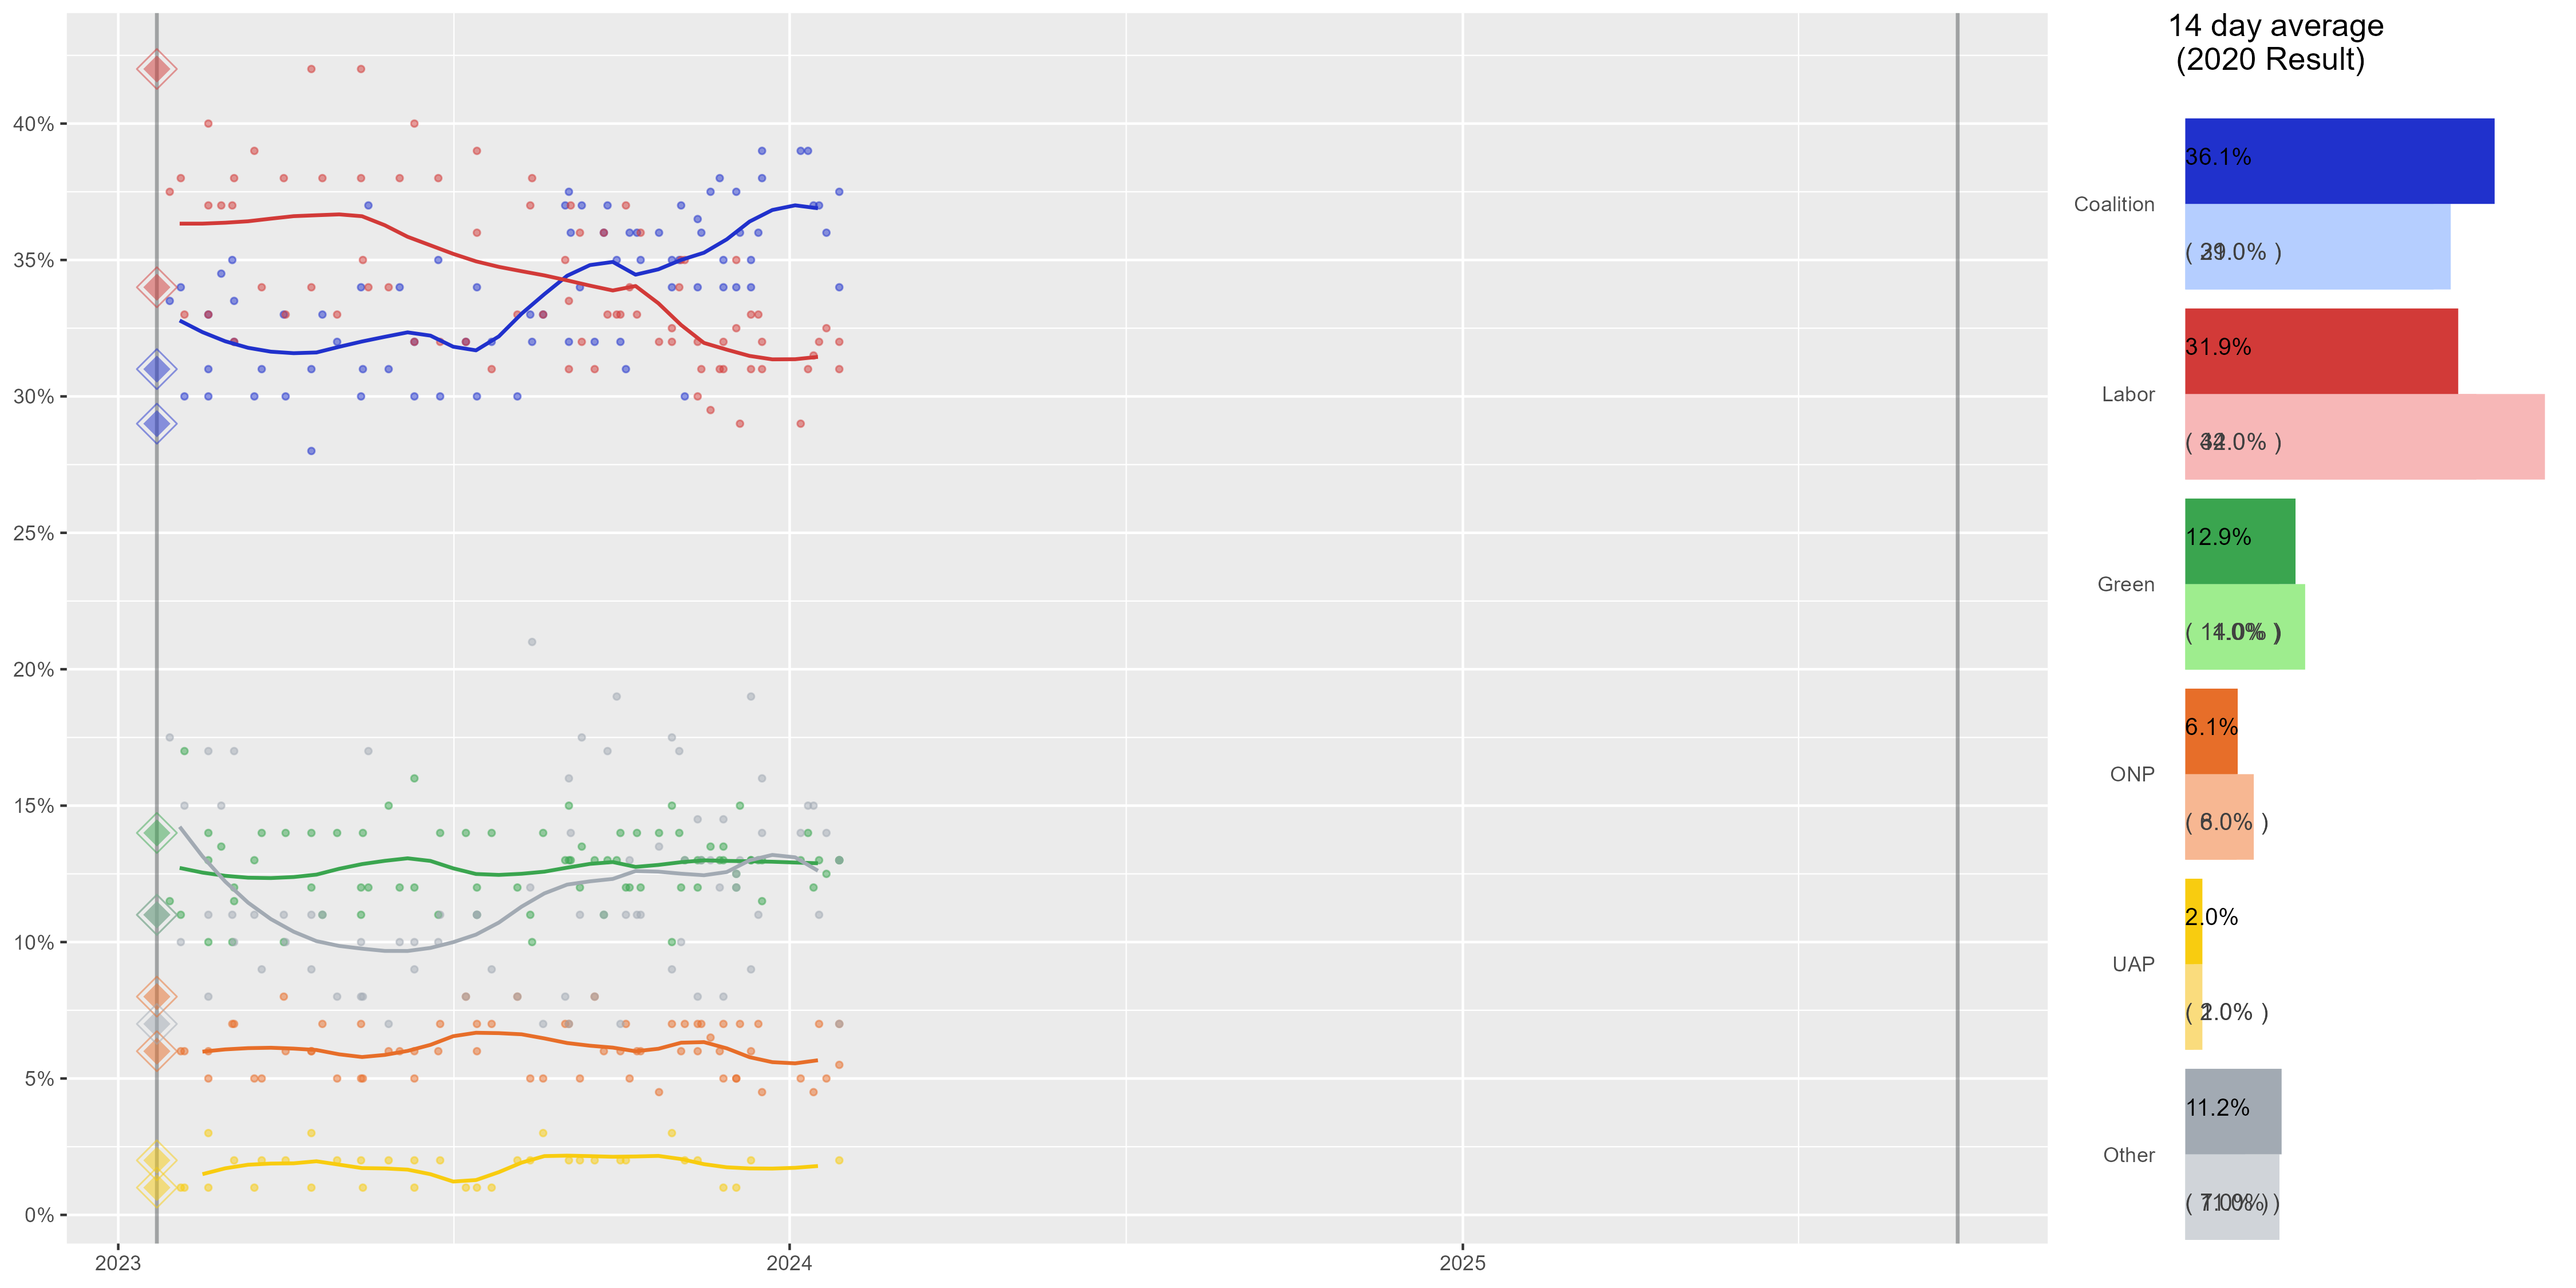 14 day average
(2020 Result)
40%
35%
30%
25%
20%
15%
10%
5%
0%
2023
2024
2025
Coalition
36.1%
Labor
31.9%
Green
12.9%
ONP
6.1%
UAP
2.0%
Other
11.2%